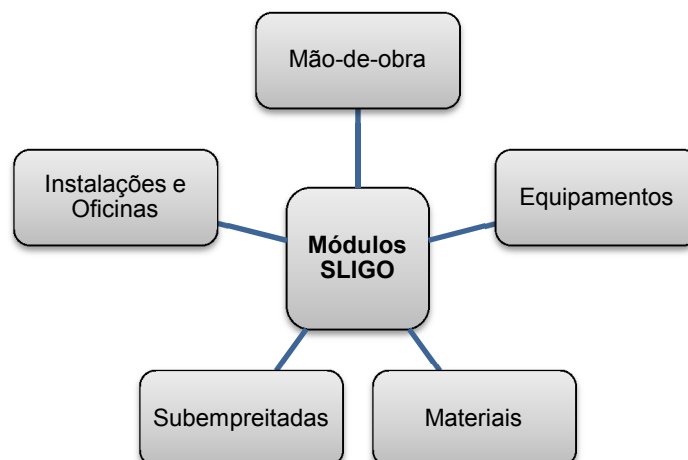 Mão-de-obra
Instalações e
Oficinas
Equipamentos
Módulos
SLIGO
Subempreitadas
Materiais